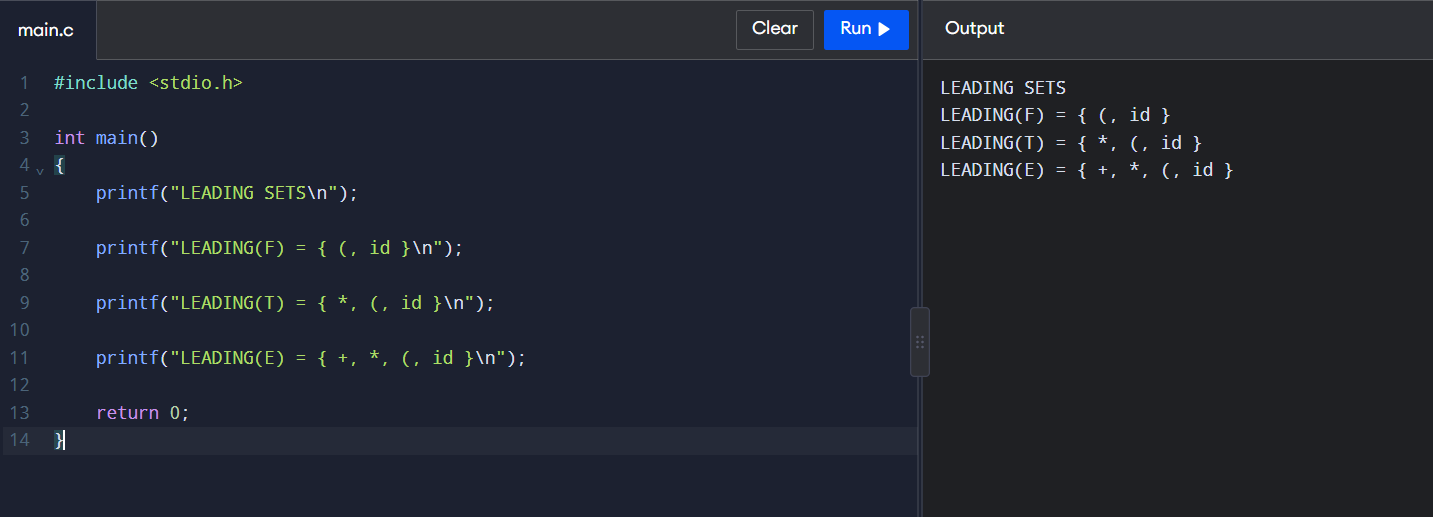 main.c
Clear
Run
Output
1 #include <stdio.h>
2
3 int main()
4 {
5     printf("LEADING SETS\n");
6
7     printf("LEADING(F) = { (, id }\n");
8
9     printf("LEADING(T) = { *, (, id }\n");
10
11     printf("LEADING(E) = { +, *, (, id }\n");
12
13     return 0;
14 }
LEADING SETS
LEADING(F) = { (, id }
LEADING(T) = { *, (, id }
LEADING(E) = { +, *, (, id }